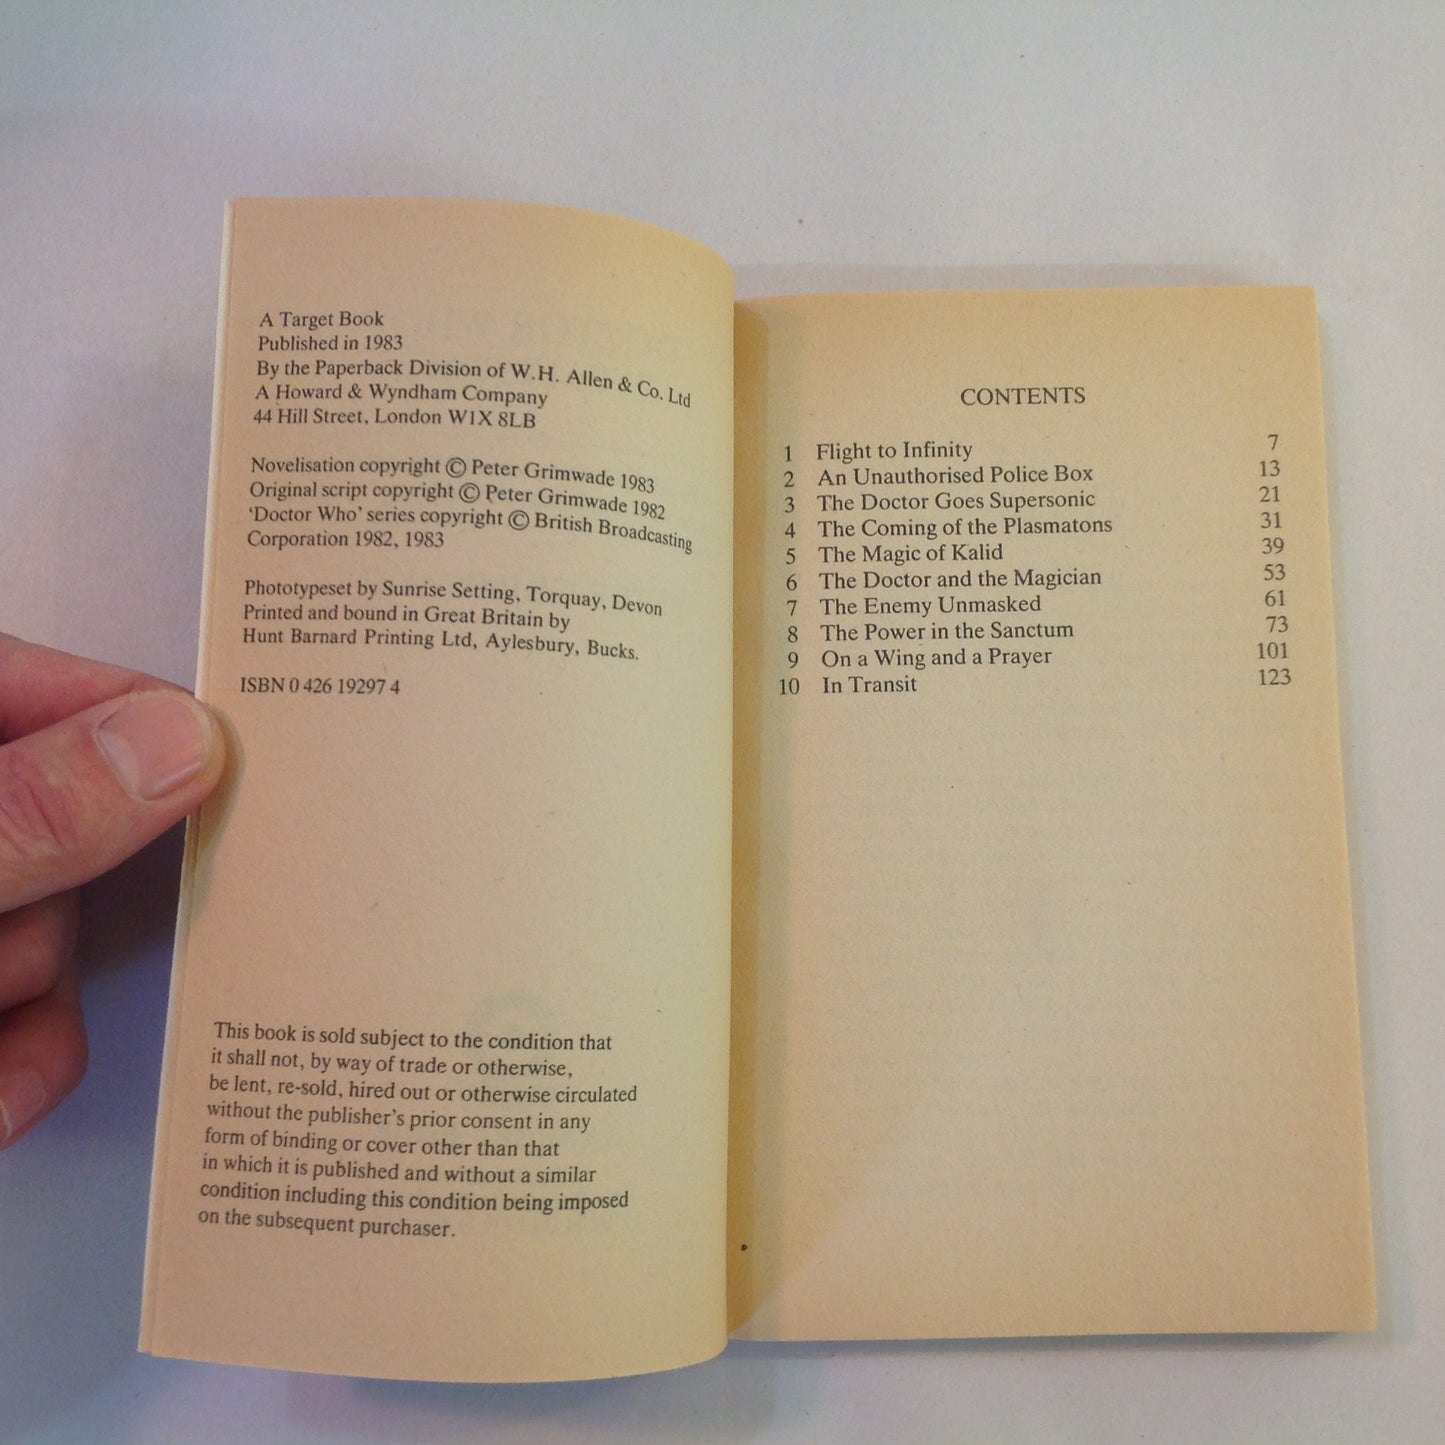 A Target Book
Published in 1983
By the Paperback Division of W.H. Allen & Co. Ltd
A Howard & Wyndham Company
44 Hill Street, London W1X 8LB
Novelisation copyright © Peter Grimwade 1983
Original script copyright © Peter Grimwade 1982
'Doctor Who' series copyright © British Broadcasting
Corporation 1982, 1983
Phototypeset by Sunrise Setting, Torquay, Devon
Printed and bound in Great Britain by
Hunt Barnard Printing Ltd, Aylesbury, Bucks.
ISBN 0 426 19297 4
This book is sold subject to the condition that
it shall not, by way of trade or otherwise,
be lent, re-sold, hired out or otherwise circulated
without the publisher's prior consent in any
form of binding or cover other than that
in which it is published and without a similar
condition including this condition being imposed
on the subsequent purchaser.
CONTENTS
1 Flight to Infinity 7
2 An Unauthorised Police Box 13
3 The Doctor Goes Supersonic 21
4 The Coming of the Plasmatons 31
5 The Magic of Kalid 39
6 The Doctor and the Magician 53
7 The Enemy Unmasked 61
8 The Power in the Sanctum 73
9 On a Wing and a Prayer 101
10 In Transit 123